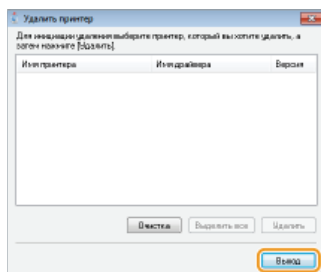 Удалить принтер
Для инициации удаления выберите принтер, который вы хотите удалить, а
затем нажмите [Удалить].
Имя принтера Имя драйвера Версия
Очистка Выделить все Удалить
Выход